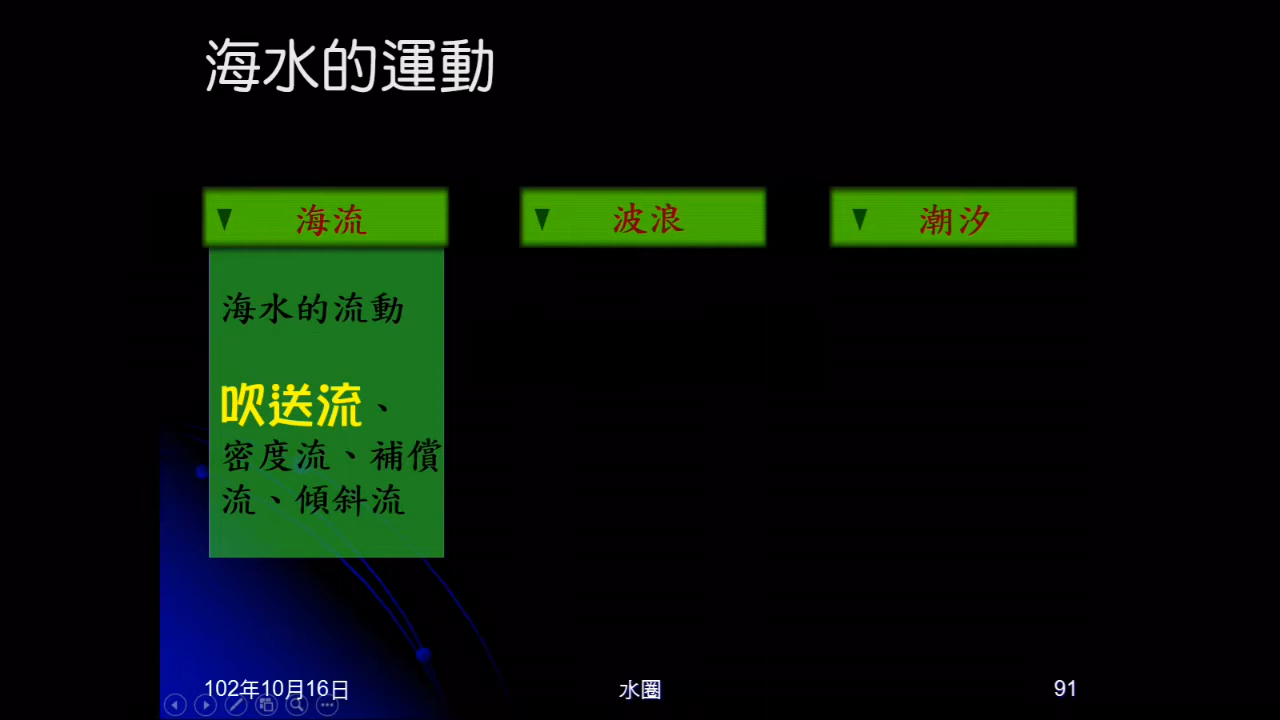 海水的運動
▼ 海流
▼ 波浪
▼ 潮汐
海水的流動
吹送流、
密度流、補償
流、傾斜流
102年10月16日
水圈
91